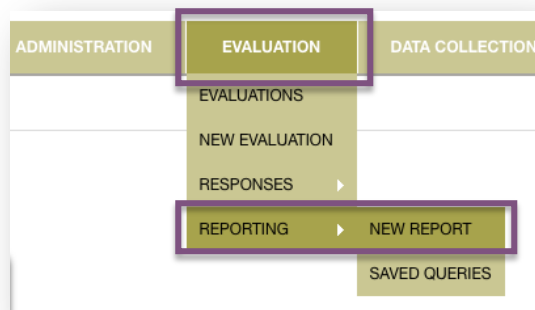 ADMINISTRATION EVALUATION DATA COLLECTION
EVALUATIONS
NEW EVALUATION
RESPONSES
REPORTING NEW REPORT
SAVED QUERIES